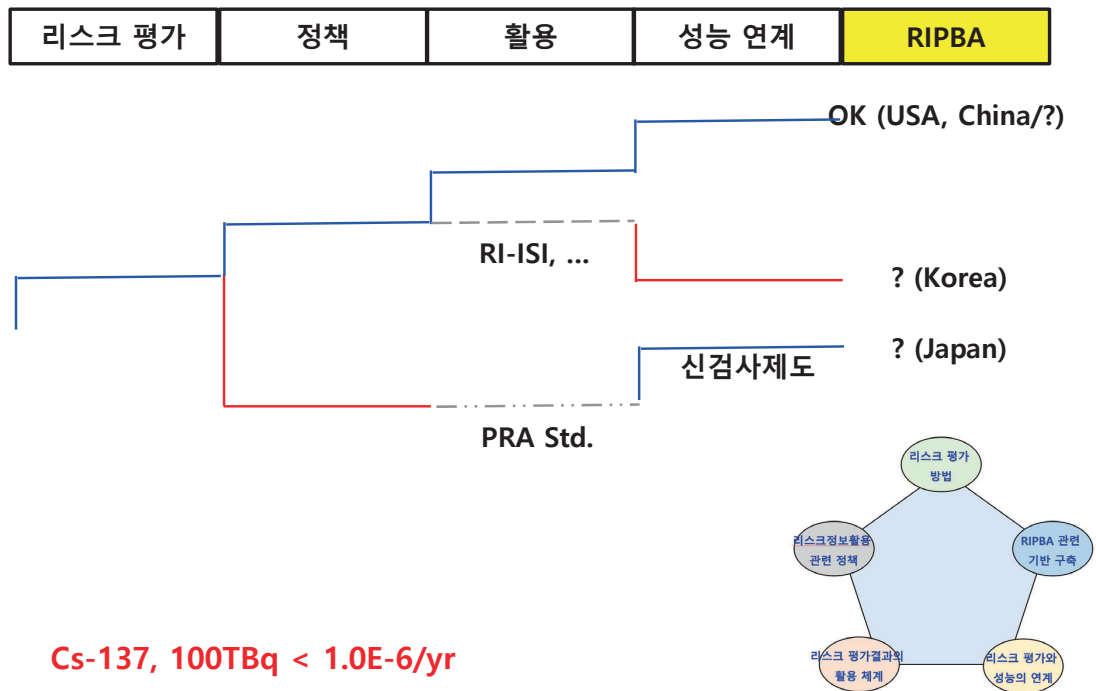 리스크 평가 정책 활용 성능 연계 RIPBA
OK (USA, China/?)
RI-ISI, ...
? (Korea)
? (Japan)
신검사제도
PRA Std.
리스크 평가
방법
리스크정보활용
관련 정책
RIPBA 관련
기반 구축
리스크 평가결과의
활용 체계
리스크 평가와
성능의 연계
Cs-137, 100TBq < 1.0E-6/yr